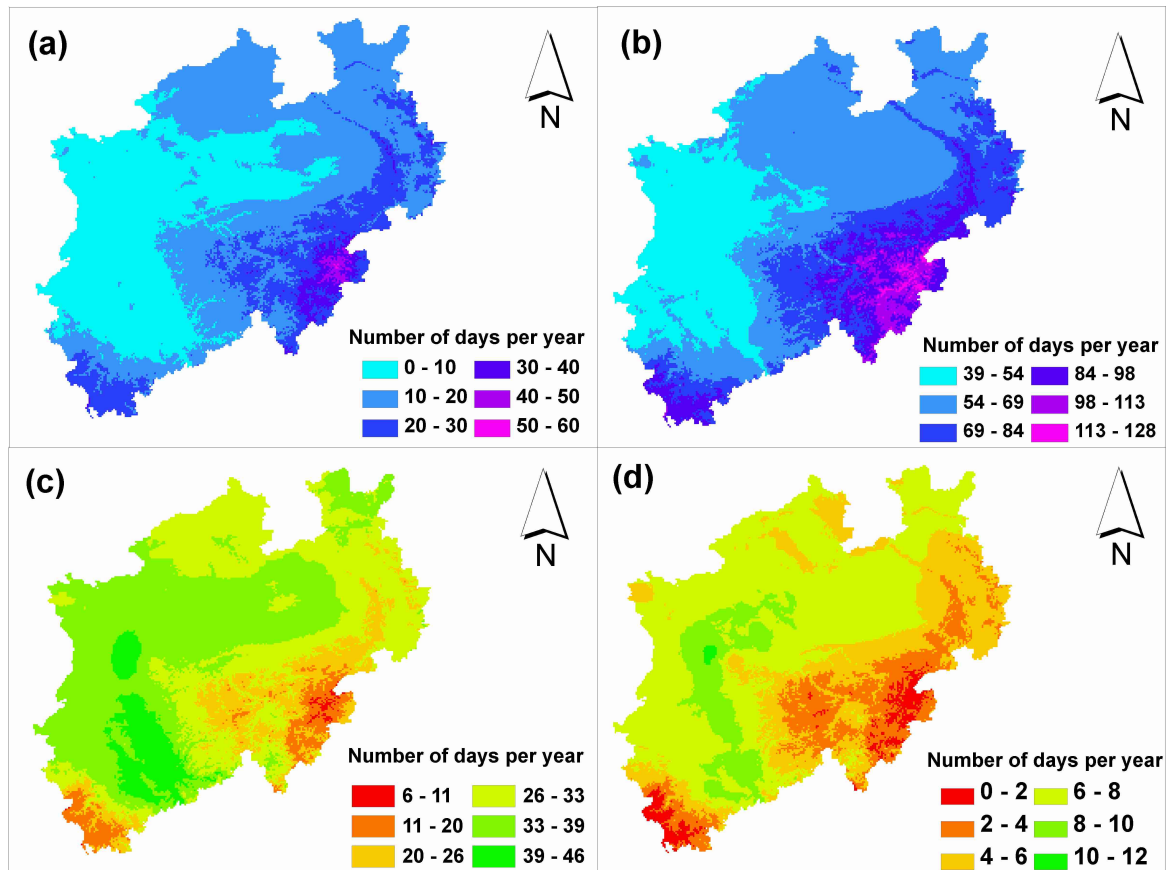 (a)
N
Number of days per year
0 - 10 30 - 40
10 - 20 40 - 50
20 - 30 50 - 60
(b)
N
Number of days per year
39 - 54 84 - 98
54 - 69 98 - 113
69 - 84 113 - 128
(c)
N
Number of days per year
6 - 11 26 - 33
11 - 20 33 - 39
20 - 26 39 - 46
(d)
N
Number of days per year
0 - 2 6 - 8
2 - 4 8 - 10
4 - 6 10 - 12